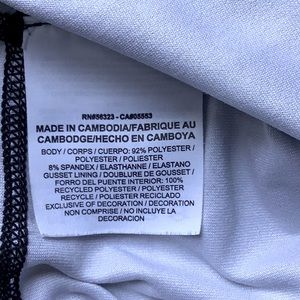 RN#56323 - CA#05553
MADE IN CAMBODIA/FABRIQUE AU
CAMBODGE/HECHO EN CAMBOYA
BODY / CORPS / CUERPO: 92% POLYESTER /
POLYESTER / POLIESTER
8% SPANDEX / ELASTHANNE / ELASTANO
GUSSET LINING / DOUBLURE DE GOUSSET /
FORRO DEL PUENTE INTERIOR: 100%
RECYCLED POLYESTER / POLYESTER
RECYCLÉ / POLIESTER RECICLADO
EXCLUSIVE OF DECORATION / DECORATION
NON COMPRISE / NO INCLUYE LA
DECORACION